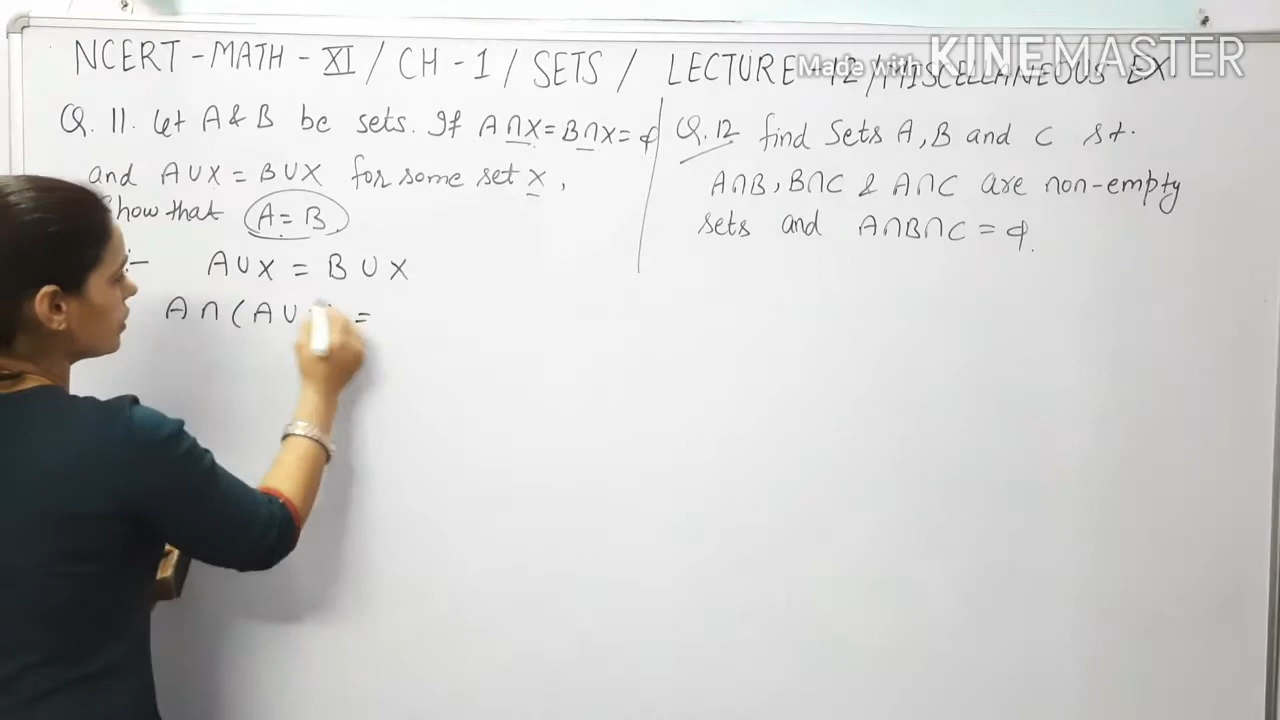 NCERT - MATH - XI / CH - 1 / SETS / LECTURE - 12 / MISCELLANEOUS EX
Made with KINEMASTER
Q. 11. Let A & B be sets. If A∩X = B∩X = φ
and A∪X = B∪X for some set X,
Show that A = B
:- A∪X = B∪X
A∩(A∪ ) =
Q. 12 find Sets A, B and C s.t.
A∩B, B∩C & A∩C are non-empty
sets and A∩B∩C = φ.